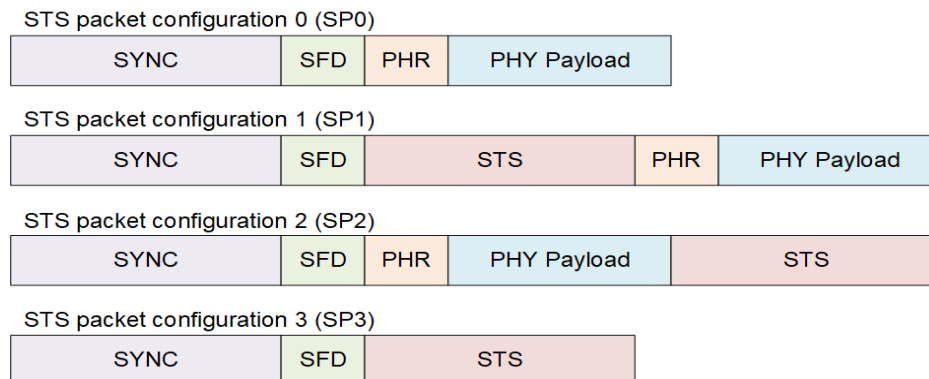 STS packet configuration 0 (SP0)
SYNC SFD PHR PHY Payload
STS packet configuration 1 (SP1)
SYNC SFD STS PHR PHY Payload
STS packet configuration 2 (SP2)
SYNC SFD PHR PHY Payload STS
STS packet configuration 3 (SP3)
SYNC SFD STS